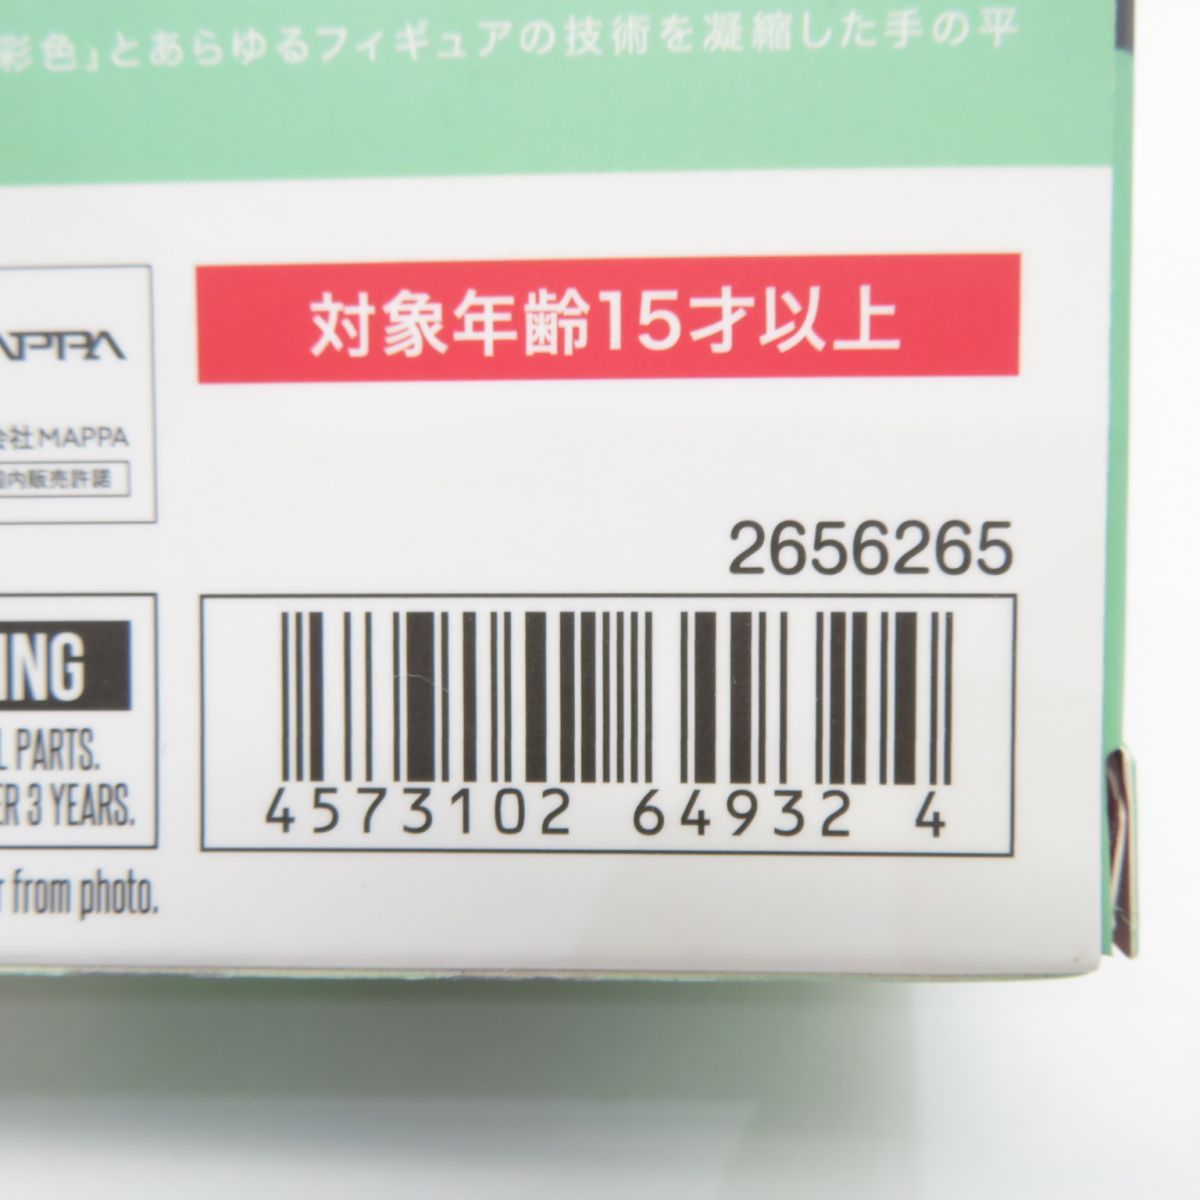 彩色」とあらゆるフィギュアの技術を凝縮した手の平
対象年齢15才以上
MAPPA
会社MAPPA
国内販売許諾
2656265
4573102 64932 4
ING
L PARTS.
ER 3 YEARS.
r from photo.